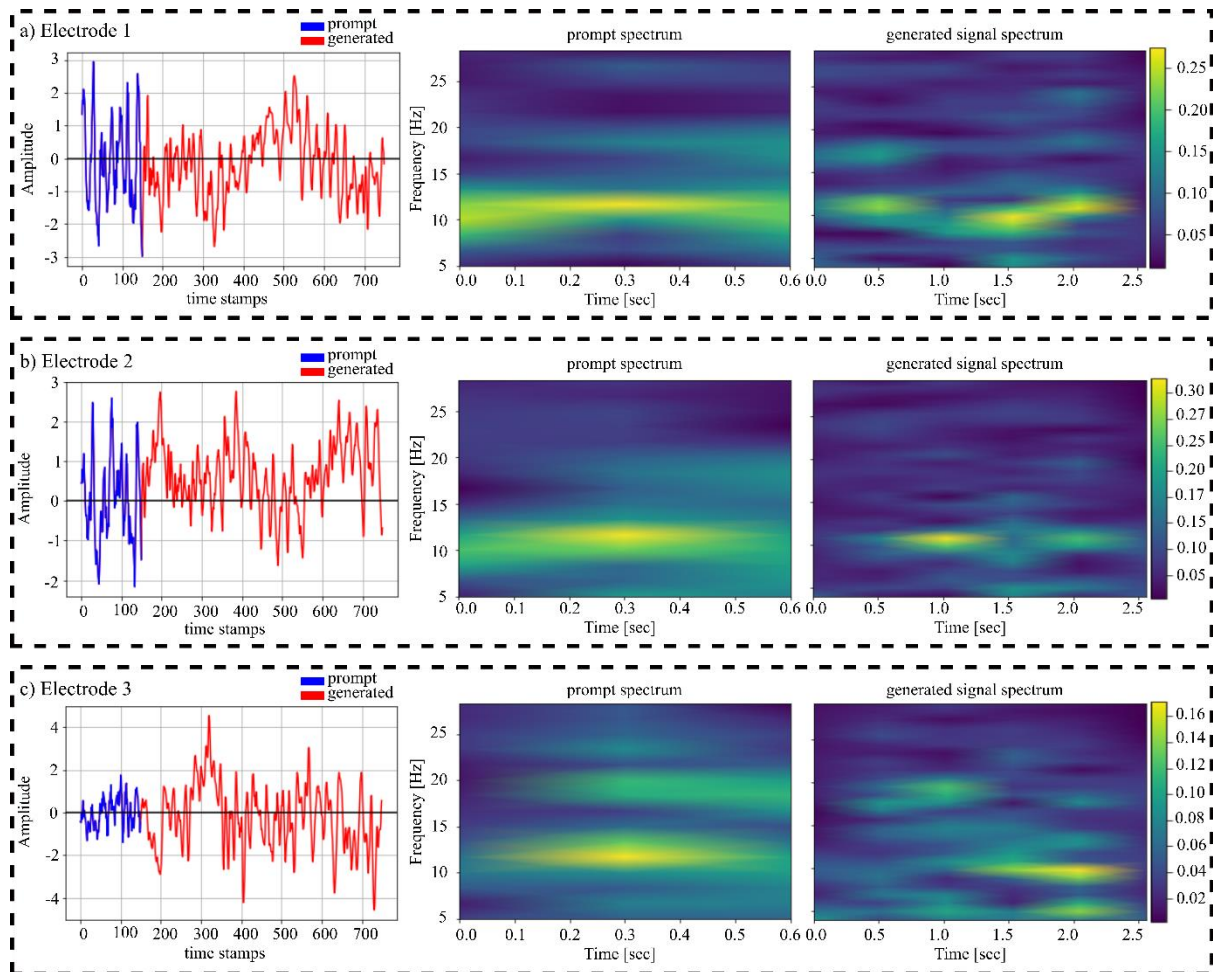 a) Electrode 1
prompt
generated
prompt spectrum
generated signal spectrum
3
2
1
0
-1
-2
3
Amplitude
0 100 200 300 400 500 600 700
time stamps
25
20
15
10
5
Frequency [Hz]
0.0 0.1 0.2 0.3 0.4 0.5 0.6
Time [sec]
0.0 0.5 1.0 1.5 2.0 2.5
Time [sec]
0.25
0.20
0.15
0.10
0.05
b) Electrode 2
prompt
generated
prompt spectrum
generated signal spectrum
3
2
1
0
-1
-2
Amplitude
0 100 200 300 400 500 600 700
time stamps
25
20
15
10
5
Frequency [Hz]
0.0 0.1 0.2 0.3 0.4 0.5 0.6
Time [sec]
0.0 0.5 1.0 1.5 2.0 2.5
Time [sec]
0.30
0.27
0.20
0.17
0.15
0.10
0.05
c) Electrode 3
prompt
generated
prompt spectrum
generated signal spectrum
4
2
0
-2
-4
Amplitude
0 100 200 300 400 500 600 700
time stamps
25
20
15
10
5
Frequency [Hz]
0.0 0.1 0.2 0.3 0.4 0.5 0.6
Time [sec]
0.0 0.5 1.0 1.5 2.0 2.5
Time [sec]
0.16
0.14
0.12
0.10
0.08
0.06
0.04
0.02